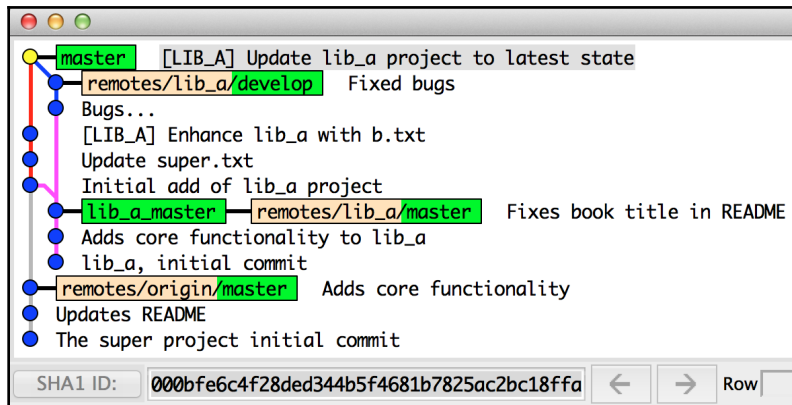 master [LIB_A] Update lib_a project to latest state
remotes/lib_a/develop Fixed bugs
Bugs...
[LIB_A] Enhance lib_a with b.txt
Update super.txt
Initial add of lib_a project
lib_a_master remotes/lib_a/master Fixes book title in README
Adds core functionality to lib_a
lib_a, initial commit
remotes/origin/master Adds core functionality
Updates README
The super project initial commit
SHA1 ID: 000bfe6c4f28ded344b5f4681b7825ac2bc18ffa ← → Row